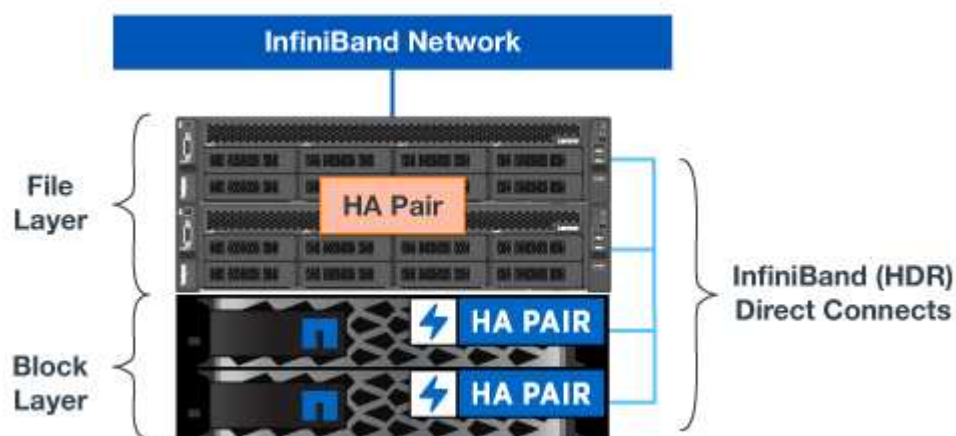 InfiniBand Network
File
Layer
HA Pair
InfiniBand (HDR)
Direct Connects
HA PAIR
Block
Layer
HA PAIR